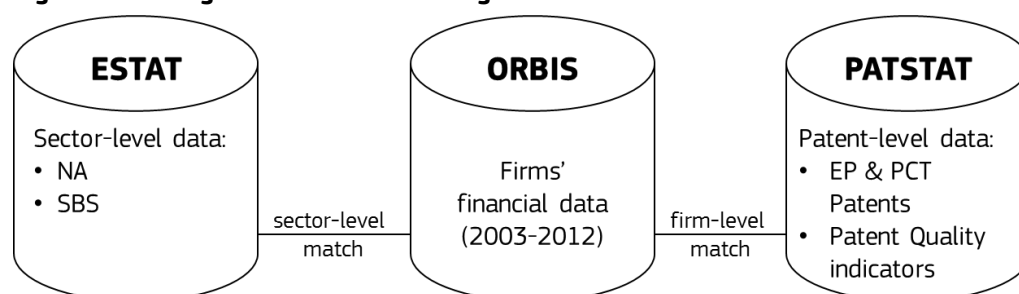 ESTAT
Sector-level data:
• NA
• SBS
sector-level
match
ORBIS
Firms'
financial data
(2003-2012)
firm-level
match
PATSTAT
Patent-level data:
• EP & PCT
Patents
• Patent Quality
indicators